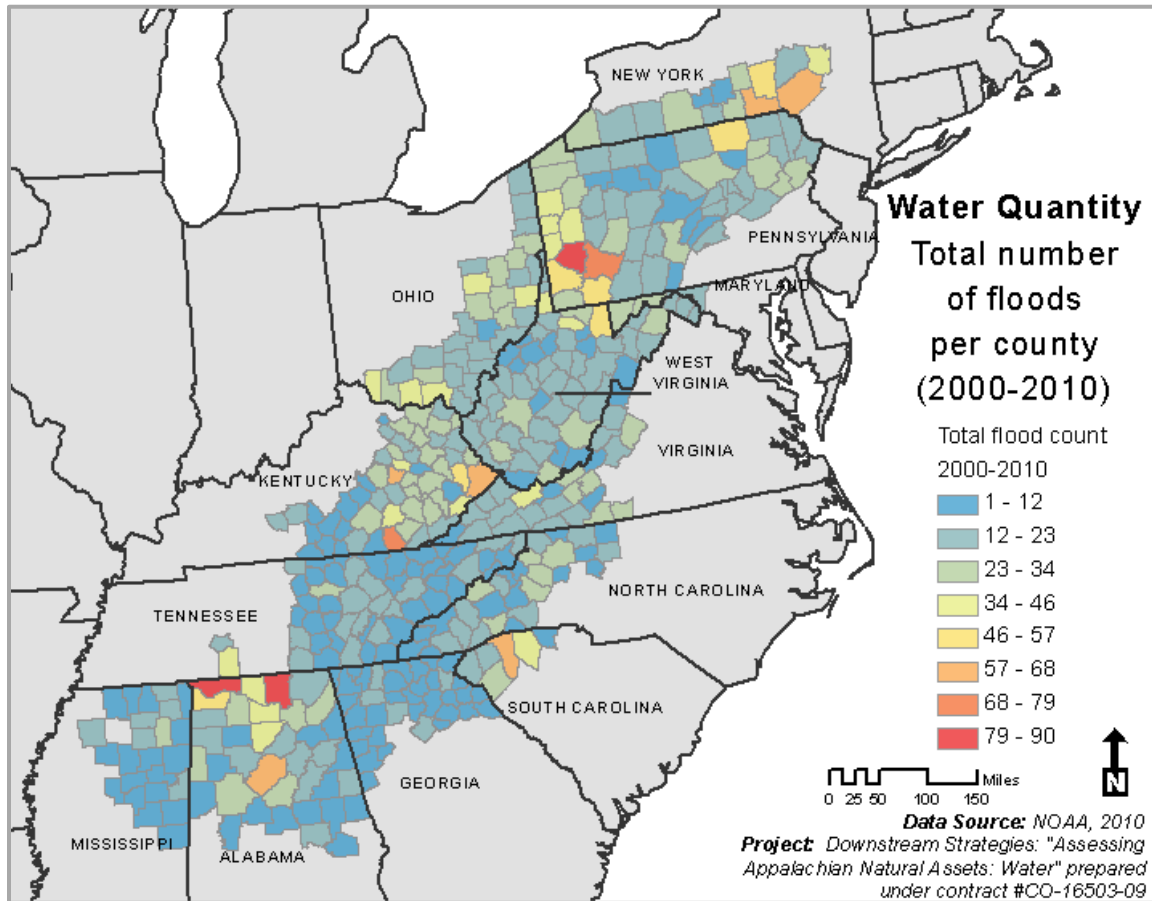 NEW YORK
Water Quantity
Total number
of floods
per county
(2000-2010)
PENNSYLVANIA
MARYLAND
OHIO
WEST
VIRGINIA
VIRGINIA
KENTUCKY
NORTH CAROLINA
TENNESSEE
SOUTH CAROLINA
GEORGIA
MISSISSIPPI
ALABAMA
Total flood count
2000-2010
1 - 12
12 - 23
23 - 34
34 - 46
46 - 57
57 - 68
68 - 79
79 - 90
Miles
0 25 50 100 150
N
Data Source: NOAA, 2010
Project: Downstream Strategies: "Assessing
Appalachian Natural Assets: Water" prepared
under contract #CO-16503-09